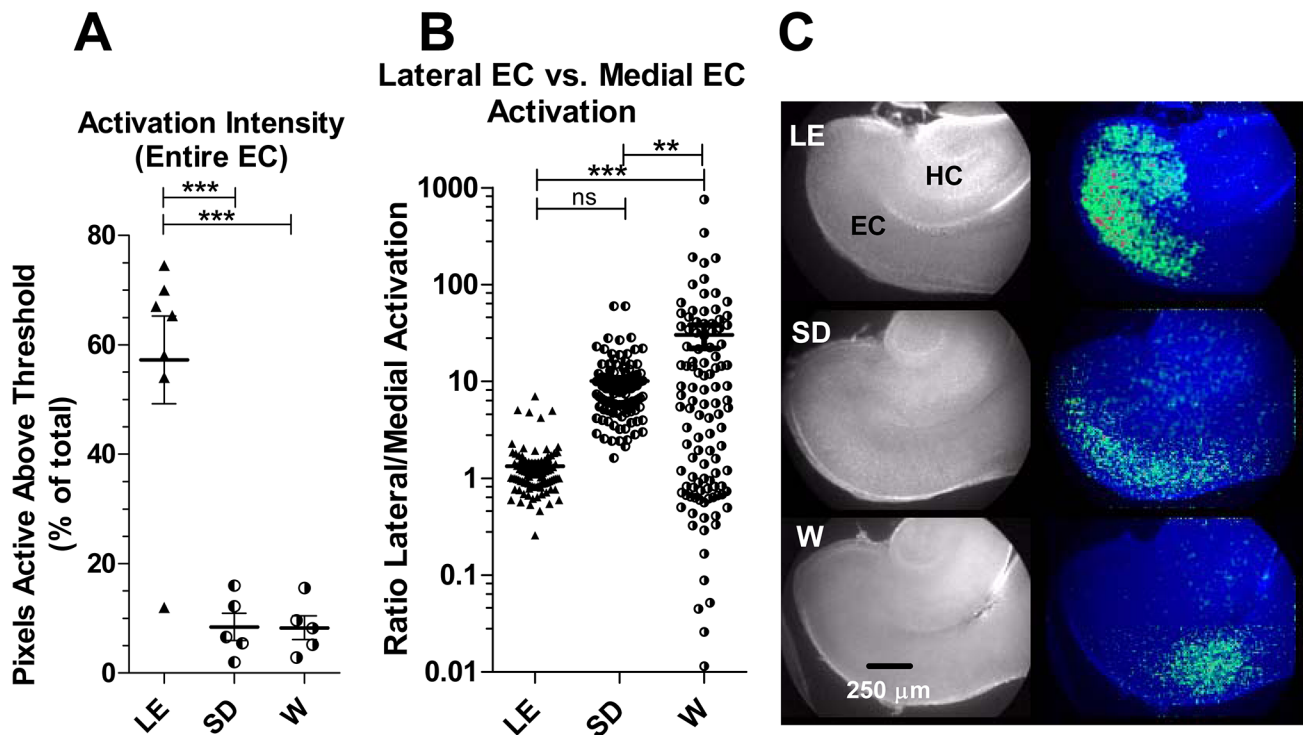 A
Activation Intensity
(Entire EC)
***
***
Pixels Active Above Threshold
(% of total)
80
60
40
20
0
LE
SD
W
B
Lateral EC vs. Medial EC
Activation
**
***
ns
Ratio Lateral/Medial Activation
1000
100
10
1
0.1
0.01
LE
SD
W
C
LE
HC
EC
SD
W
250 μm